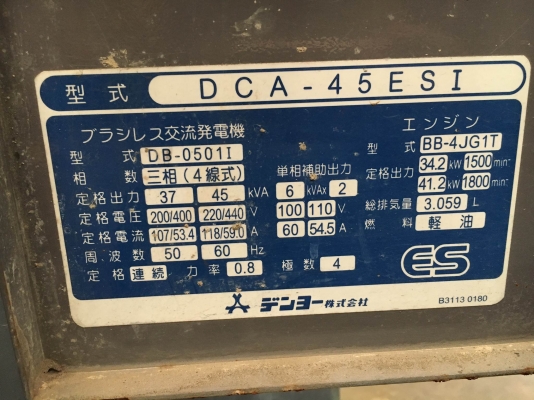 型式 DCA-45ESI
ブラシレス交流発電機
型式 DB-0501I
相数 三相(4線式) 単相補助出力
定格出力 37 45 kVA 6 kVAx 2
定格電圧 200/400 220/440 V 100 110 V
定格電流 107/53.4 118/59.0 A 60 54.5 A
周波数 50 60 Hz
定格 連続 力率 0.8 極数 4
エンジン
型式 BB-4JG1T
定格出力 34.2 kW 1500 min⁻
41.2 kW 1800 min⁻
総排気量 3.059 L
燃料 軽油
ES
デンヨー株式会社
B3113 0180